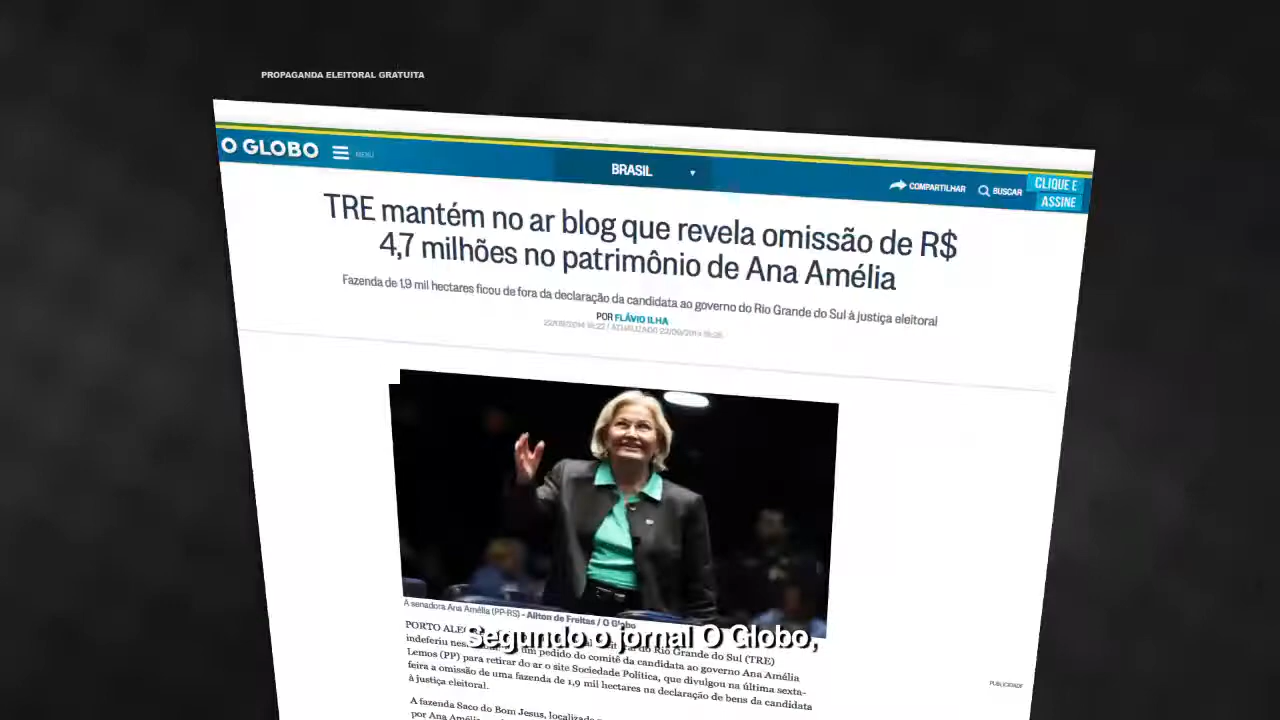 PROPAGANDA ELEITORAL GRATUITA
O GLOBO
MENU
BRASIL
COMPARTILHAR
BUSCAR
CLIQUE E
ASSINE
TRE mantém no ar blog que revela omissão de R$
4,7 milhões no patrimônio de Ana Amélia
Fazenda de 1,9 mil hectares ficou de fora da declaração da candidata ao governo do Rio Grande do Sul à justiça eleitoral
POR FLÁVIO ILHA
A senadora Ana Amélia (PP-RS) - Ailton de Freitas / O Globo
Segundo o jornal O Globo,
do Rio Grande do Sul (TRE)
indeferiu um pedido do comitê da candidata ao governo Ana Amélia
Lemos (PP) para retirar do ar o site Sociedade Política, que divulgou na última sexta-
feira a omissão de uma fazenda de 1,9 mil hectares na declaração de bens da candidata
à justiça eleitoral.
PUBLICIDADE
A fazenda Saco do Bom Jesus, localizada
por Ana Amélia